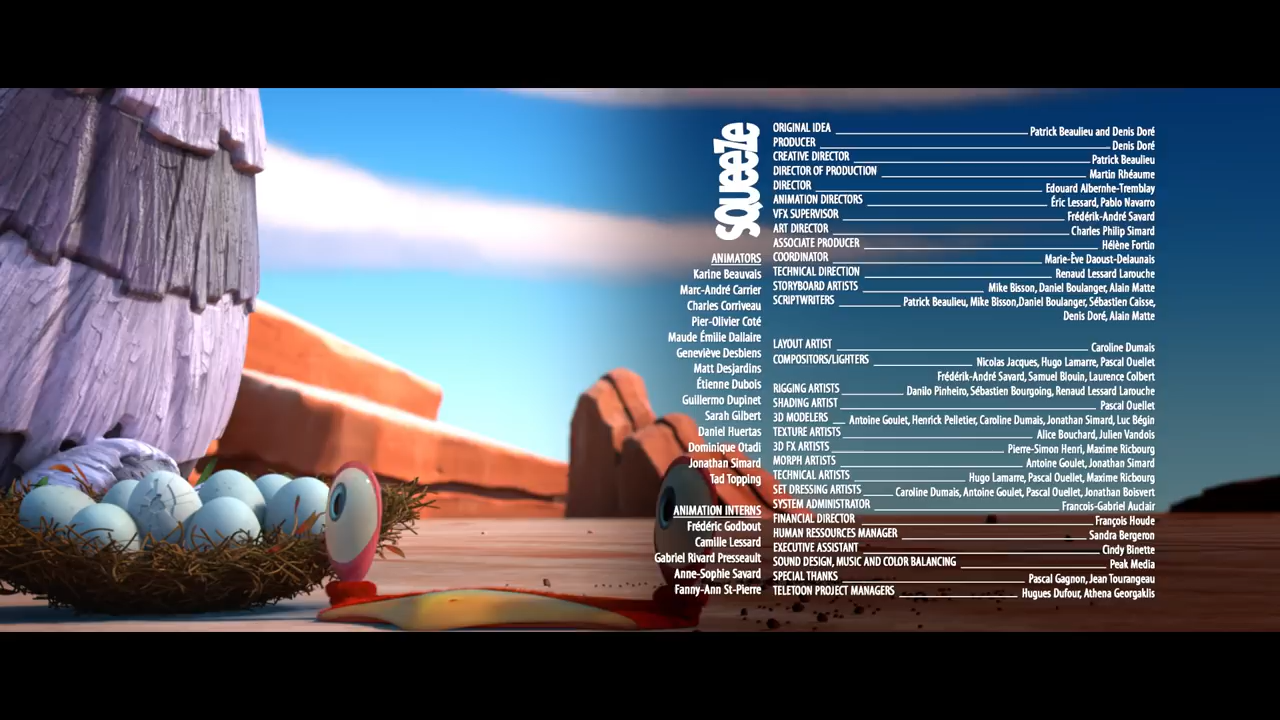 squeeze
ORIGINAL IDEA Patrick Beaulieu and Denis Doré
PRODUCER Denis Doré
CREATIVE DIRECTOR Patrick Beaulieu
DIRECTOR OF PRODUCTION Martin Rhéaume
DIRECTOR Edouard Albernhe-Tremblay
ANIMATION DIRECTORS Éric Lessard, Pablo Navarro
VFX SUPERVISOR Frédérik-André Savard
ART DIRECTOR Charles Philip Simard
ASSOCIATE PRODUCER Hélène Fortin
COORDINATOR Marie-Ève Daoust-Delaunais
TECHNICAL DIRECTION Renaud Lessard Larouche
STORYBOARD ARTISTS Mike Bisson, Daniel Boulanger, Alain Matte
SCRIPTWRITERS Patrick Beaulieu, Mike Bisson,Daniel Boulanger, Sébastien Caisse,
Denis Doré, Alain Matte
LAYOUT ARTIST Caroline Dumais
COMPOSITORS/LIGHTERS Nicolas Jacques, Hugo Lamarre, Pascal Ouellet
Frédérik-André Savard, Samuel Blouin, Laurence Colbert
RIGGING ARTISTS Danilo Pinheiro, Sébastien Bourgoing, Renaud Lessard Larouche
SHADING ARTIST Pascal Ouellet
3D MODELERS Antoine Goulet, Henrick Pelletier, Caroline Dumais, Jonathan Simard, Luc Bégin
TEXTURE ARTISTS Alice Bouchard, Julien Vandois
3D FX ARTISTS Pierre-Simon Henri, Maxime Ricbourg
MORPH ARTISTS Antoine Goulet, Jonathan Simard
TECHNICAL ARTISTS Hugo Lamarre, Pascal Ouellet, Maxime Ricbourg
SET DRESSING ARTISTS Caroline Dumais, Antoine Goulet, Pascal Ouellet, Jonathan Boisvert
SYSTEM ADMINISTRATOR Francois-Gabriel Auclair
FINANCIAL DIRECTOR François Houde
HUMAN RESSOURCES MANAGER Sandra Bergeron
EXECUTIVE ASSISTANT Cindy Binette
SOUND DESIGN, MUSIC AND COLOR BALANCING Peak Media
SPECIAL THANKS Pascal Gagnon, Jean Tourangeau
TELETOON PROJECT MANAGERS Hugues Dufour, Athena Georgaklis
ANIMATORS
Karine Beauvais
Marc-André Carrier
Charles Corriveau
Pier-Olivier Coté
Maude Émilie Dallaire
Geneviève Desbiens
Matt Desjardins
Étienne Dubois
Guillermo Dupinet
Sarah Gilbert
Daniel Huertas
Dominique Otadi
Jonathan Simard
Tad Topping
ANIMATION INTERNS
Frédéric Godbout
Camille Lessard
Gabriel Rivard Presseault
Anne-Sophie Savard
Fanny-Ann St-Pierre